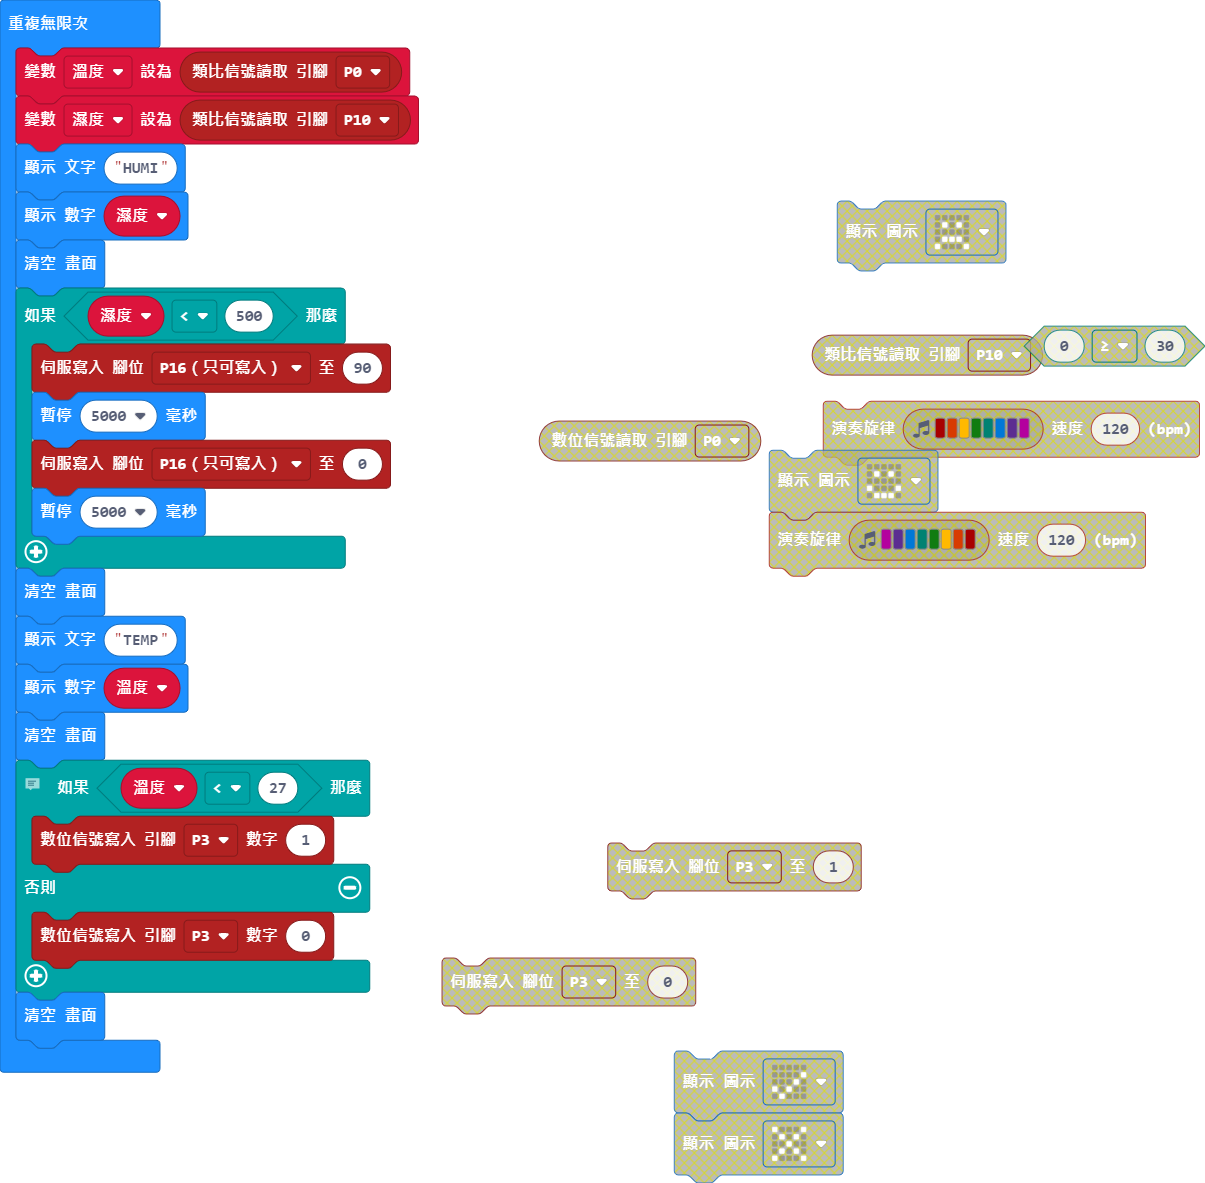 重複無限次
變數 溫度 設為 類比信號讀取 引腳 P0
變數 濕度 設為 類比信號讀取 引腳 P10
顯示 文字 "HUMI"
顯示 數字 濕度
清空 畫面
如果 濕度 < 500 那麼
伺服寫入 腳位 P16 ( 只可寫入 ) 至 90
暫停 5000 毫秒
伺服寫入 腳位 P16 ( 只可寫入 ) 至 0
暫停 5000 毫秒
清空 畫面
顯示 文字 "TEMP"
顯示 數字 溫度
清空 畫面
如果 溫度 < 27 那麼
數位信號寫入 引腳 P3 數字 1
否則
數位信號寫入 引腳 P3 數字 0
清空 畫面
顯示 圖示
類比信號讀取 引腳 P10
0 ≥ 30
演奏旋律 速度 120 (bpm)
數位信號讀取 引腳 P0
顯示 圖示
演奏旋律 速度 120 (bpm)
伺服寫入 腳位 P3 至 1
伺服寫入 腳位 P3 至 0
顯示 圖示
顯示 圖示